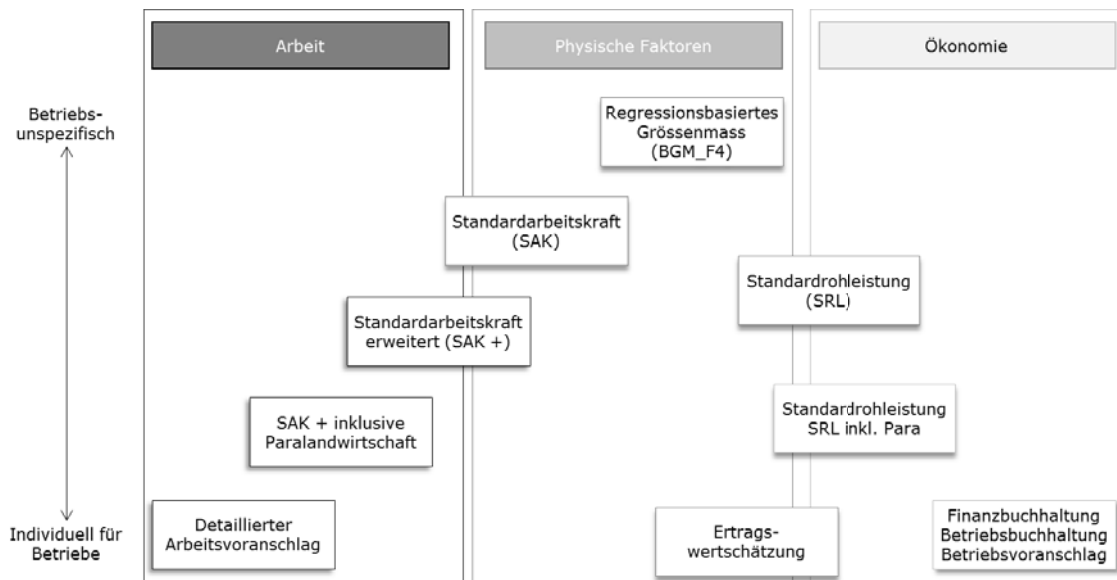 Arbeit
Physische Faktoren
Ökonomie
Betriebs-
unspezifisch
Regressionsbasiertes
Grössenmass
(BGM_F4)
Standardarbeitskraft
(SAK)
Standardrohleistung
(SRL)
Standardarbeitskraft
erweitert (SAK +)
SAK + inklusive
Paralandwirtschaft
Standardrohleistung
SRL inkl. Para
Individuell für
Betriebe
Detaillierter
Arbeitsvoranschlag
Ertrags-
wertschätzung
Finanzbuchhaltung
Betriebsbuchhaltung
Betriebsvoranschlag